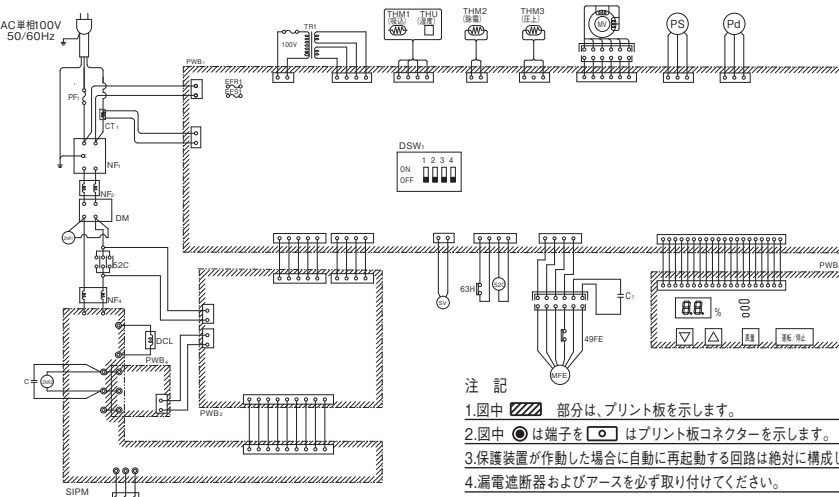 AC単相100V
50/60Hz
TR1
100V
THM1
(吸込)
THU
(湿度)
THM2
(除霜)
THM3
(圧上)
MV
PS
Pd
PWB₁
EFR1
EFS1
PF₁
CT₁
NF₁
NF₂
DM
52C
NF₄
DSW₁
1 2 3 4
ON
OFF
SV
63H
52C
C₁
49FE
MFE
PWB
8.8. %
風量
運転/停止
DCL
PWB₄
C
PWB₂
SIPM
注 記
1.図中 部分は、プリント板を示します。
2.図中 は端子を はプリント板コネクターを示します。
3.保護装置が作動した場合に自動に再起動する回路は絶対に構成し
4.漏電遮断器およびアースを必ず取り付けてください。